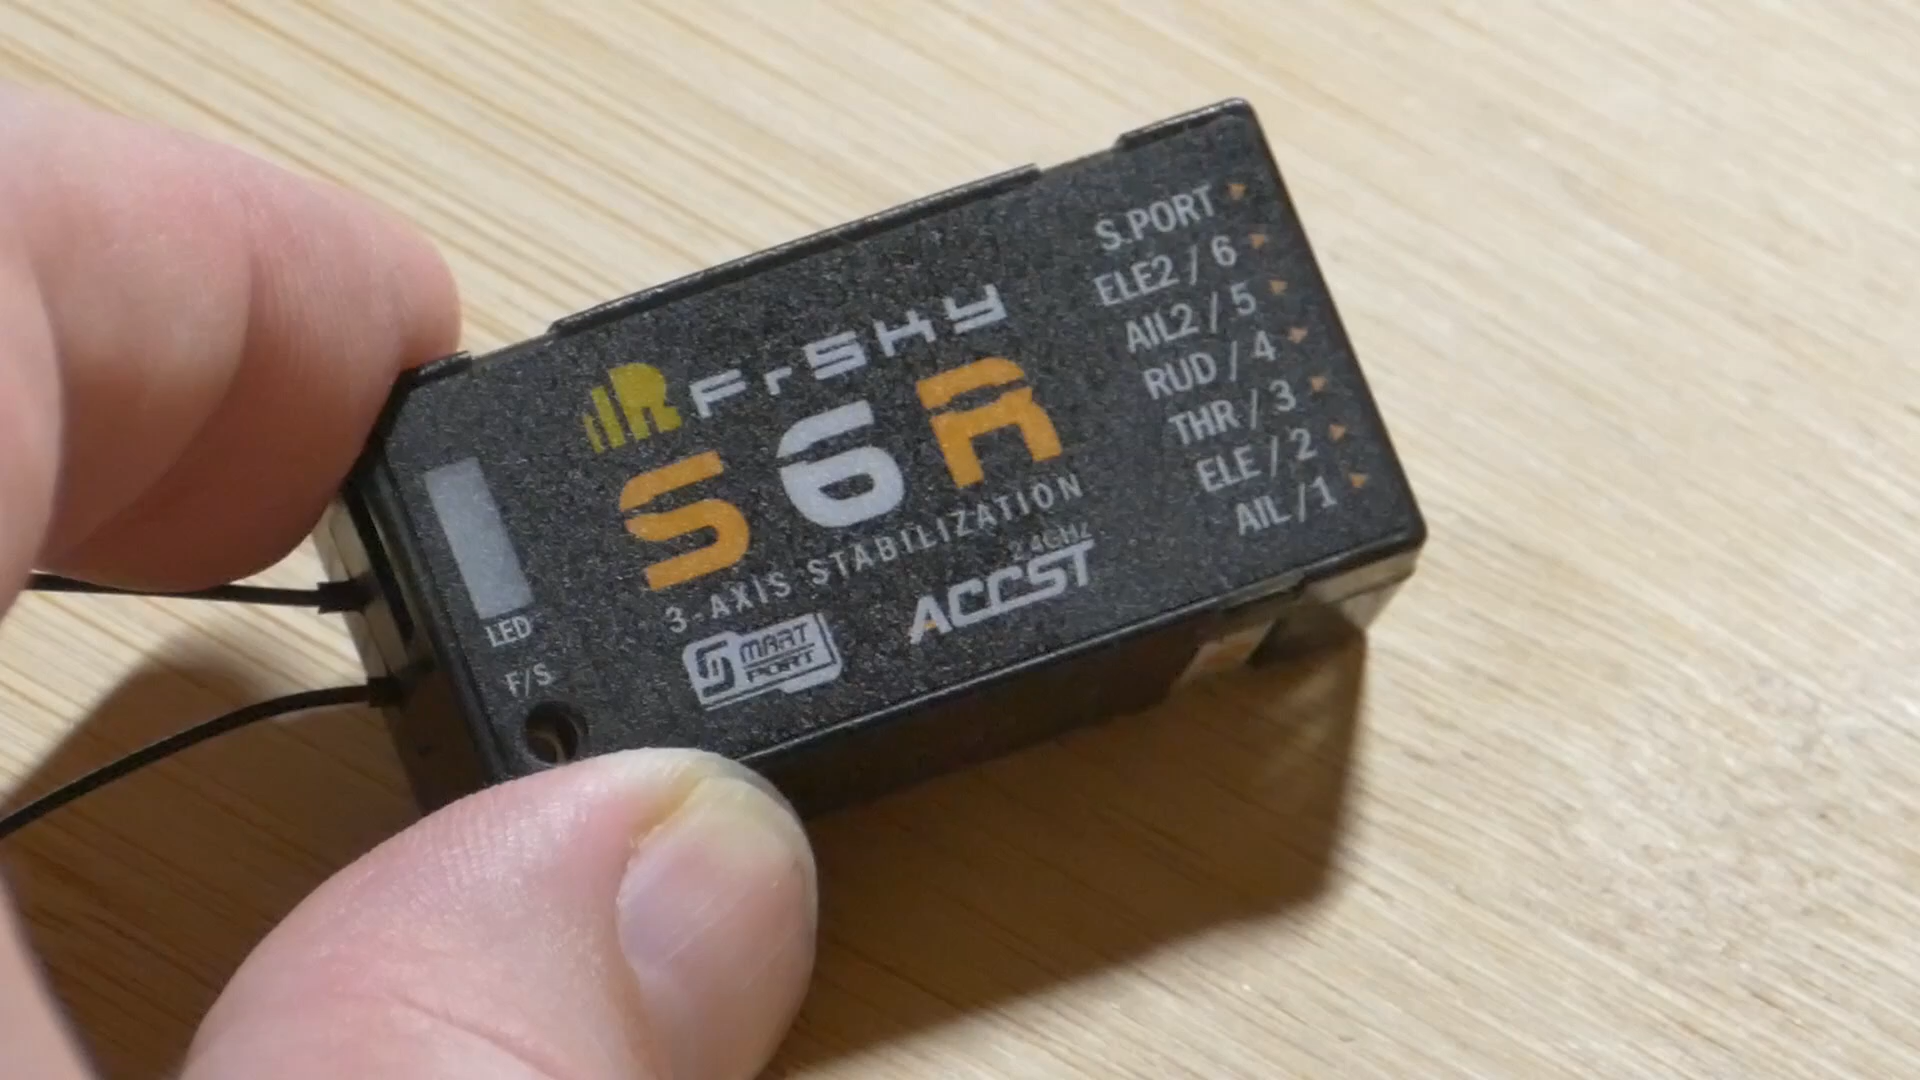 FrSKY
S6R
3-AXIS STABILIZATION
2.4GHz
ACCST
SMART
PORT
LED
F/S
S.PORT
ELE2 / 6
AIL2 / 5
RUD / 4
THR / 3
ELE / 2
AIL / 1